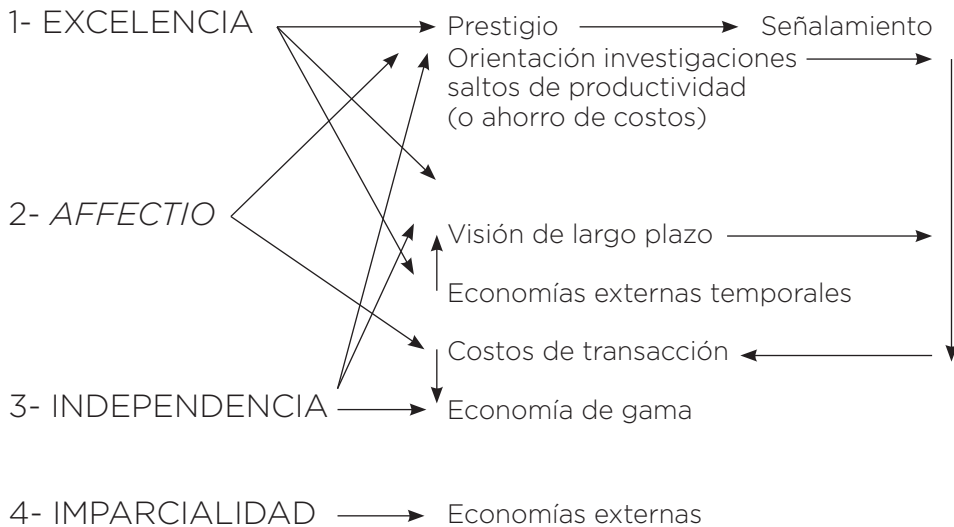 1- EXCELENCIA
Prestigio
Señalamiento
Orientación investigaciones
saltos de productividad
(o ahorro de costos)
2- AFFECTIO
Visión de largo plazo
Economías externas temporales
Costos de transacción
3- INDEPENDENCIA
Economía de gama
4- IMPARCIALIDAD
Economías externas